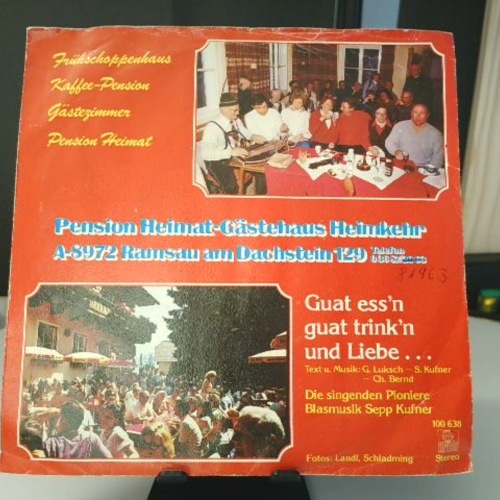 Frühschoppenhaus
Kaffee-Pension
Gästezimmer
Pension Heimat
Pension Heimat-Gästehaus Heimkehr
A-8972 Ramsau am Dachstein 129 Telefon
81963
Guat ess'n
guat trink'n
und Liebe . . .
Text u. Musik: G. Luksch – S. Kufner
– Ch. Bernd
Die singenden Pioniere
Blasmusik Sepp Kufner
100 638
Stereo
Fotos: Landl, Schladming